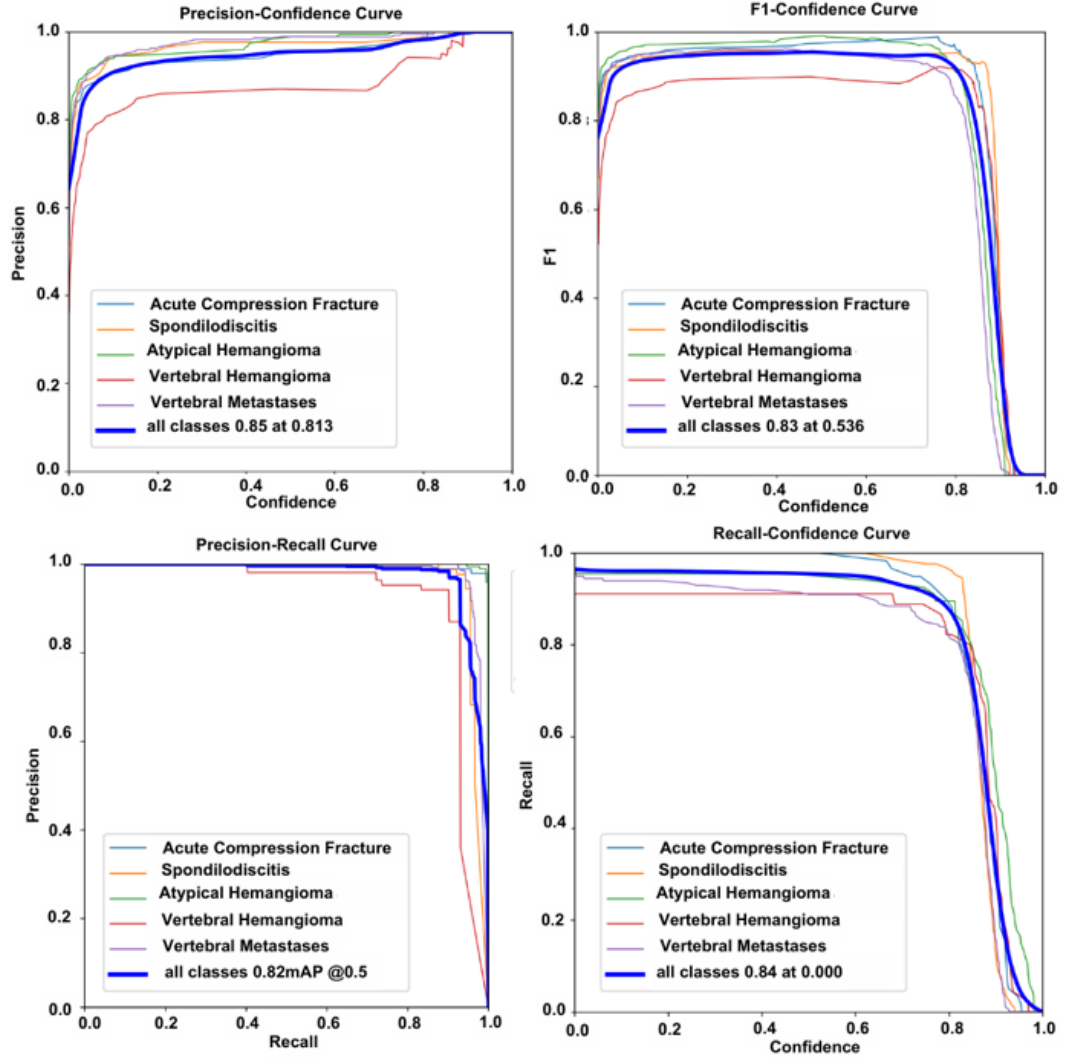 Precision-Confidence Curve
1.0
0.8
0.6
0.4
0.2
0.0
Precision
Acute Compression Fracture
Spondilodiscitis
Atypical Hemangioma
Vertebral Hemangioma
Vertebral Metastases
all classes 0.85 at 0.813
0.0 0.2 0.4 0.6 0.8 1.0
Confidence
F1-Confidence Curve
1.0
0.8
0.6
0.4
0.2
0.0
F1
Acute Compression Fracture
Spondilodiscitis
Atypical Hemangioma
Vertebral Hemangioma
Vertebral Metastases
all classes 0.83 at 0.536
0.0 0.2 0.4 0.6 0.8 1.0
Confidence
Precision-Recall Curve
1.0
0.8
0.6
0.4
0.2
0.0
Precision
Acute Compression Fracture
Spondilodiscitis
Atypical Hemangioma
Vertebral Hemangioma
Vertebral Metastases
all classes 0.82mAP @0.5
0.0 0.2 0.4 0.6 0.8 1.0
Recall
Recall-Confidence Curve
1.0
0.8
0.6
0.4
0.2
0.0
Recall
Acute Compression Fracture
Spondilodiscitis
Atypical Hemangioma
Vertebral Hemangioma
Vertebral Metastases
all classes 0.84 at 0.000
0.0 0.2 0.4 0.6 0.8 1.0
Confidence